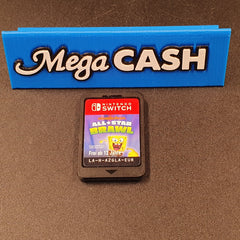 Mega CASH
NINTENDO
SWITCH
ALL★STAR
BRAWL
LA-H-AZGLA-EUR